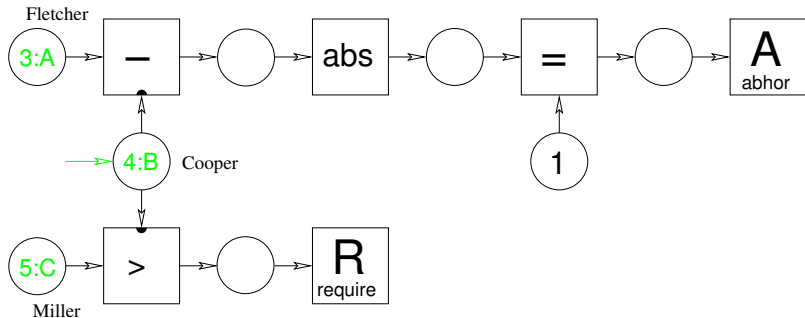 Fletcher
3:A − abs = A
abhor
4:B Cooper 1
5:C > R
require
Miller